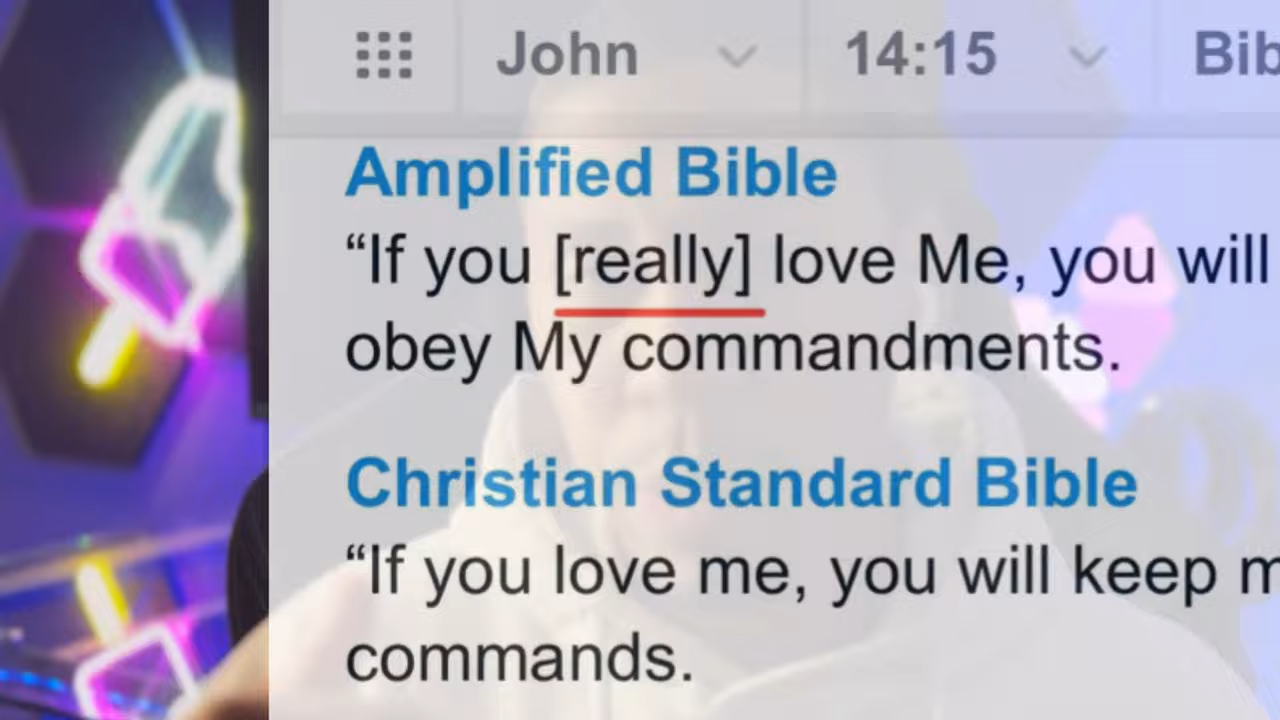 John 14:15 Bib
Amplified Bible
“If you [really] love Me, you will
obey My commandments.
Christian Standard Bible
“If you love me, you will keep m
commands.